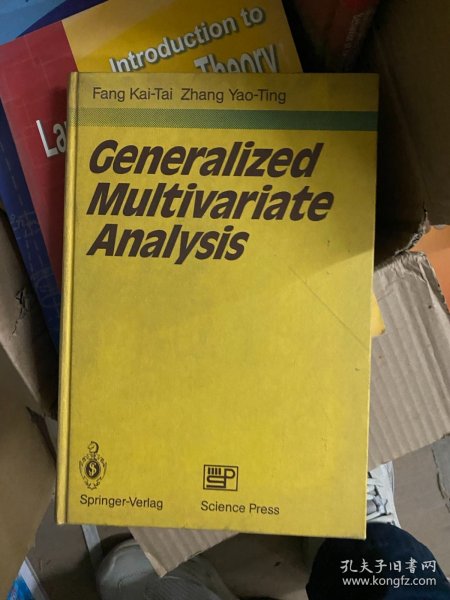 Introduction to
Theory
La
Fang Kai-Tai Zhang Yao-Ting
Generalized
Multivariate
Analysis
Springer-Verlag
Science Press
孔夫子旧书网
www.kongfz.com